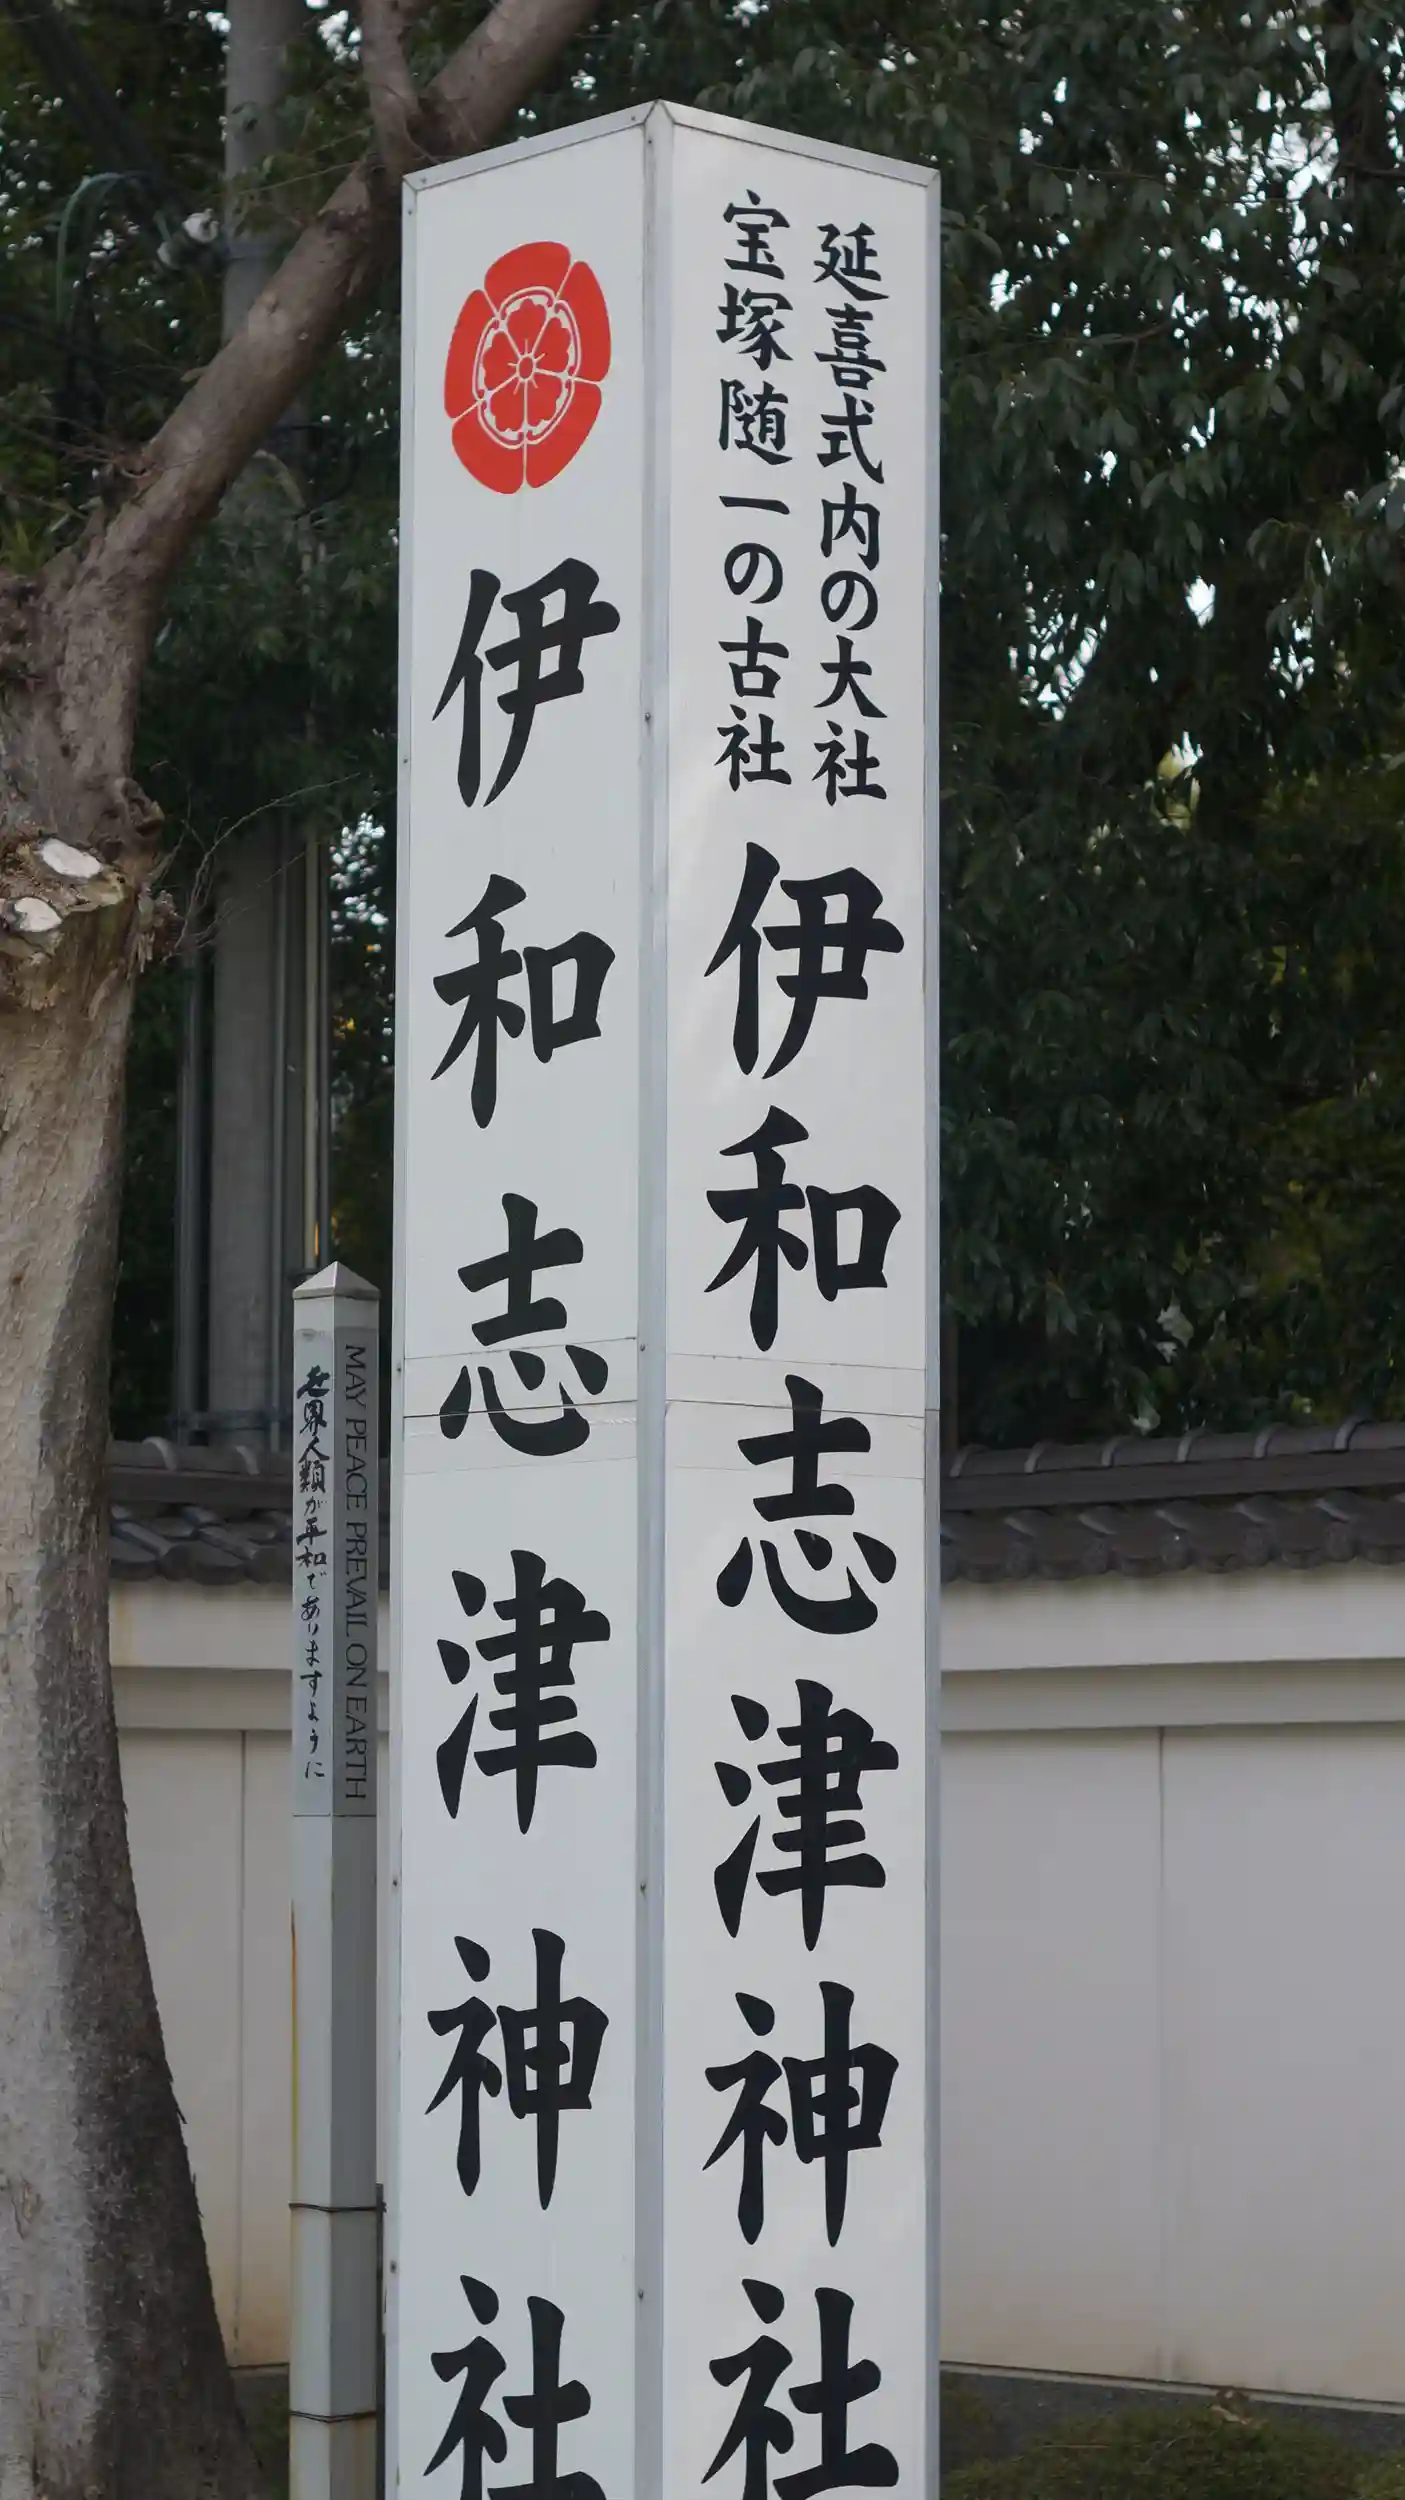 伊和志津神社
延喜式内の大社
宝塚随一の古社
伊和志津神社
世界人類が平和でありますように
MAY PEACE PREVAIL ON EARTH